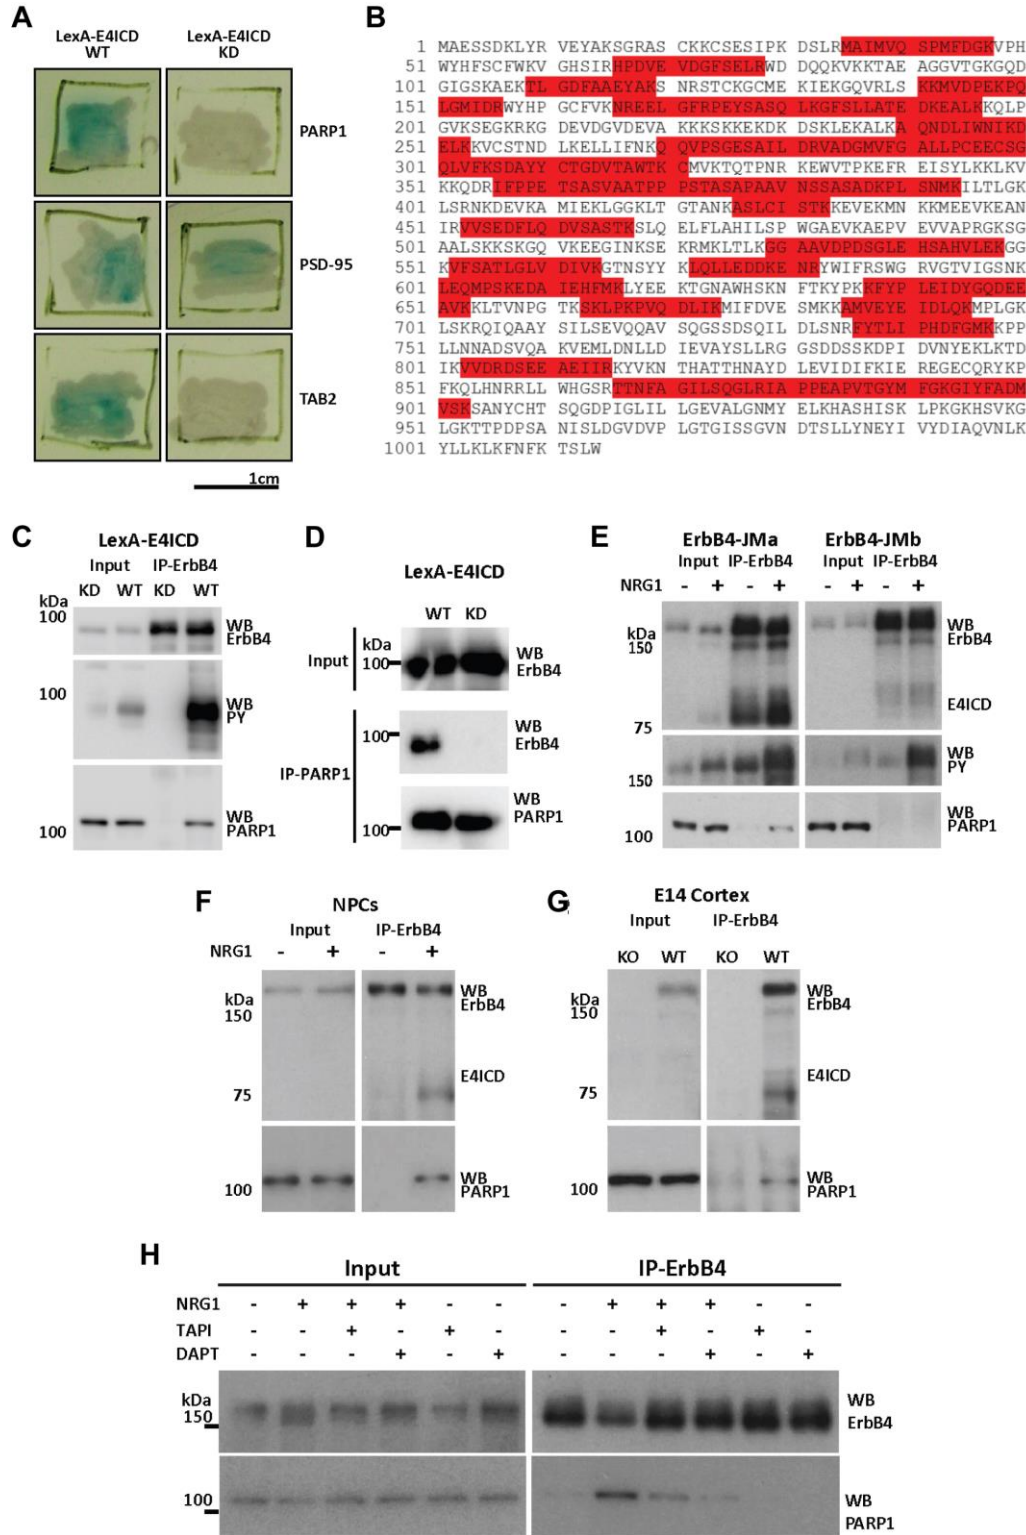 A
LexA-E4ICD
WT
LexA-E4ICD
KD
PARP1
PSD-95
TAB2
1cm
B
1 MAESSDKLYR VEYAKSGRAS CKKCSESIPK DSLRMAIMVQ SPMFDGKVPH
51 WYHFSCFWKV GHSIRHPDVE VDGFSELRWD DQQKVKKTAE AGGVTGKGQD
101 GIGSKAEKTL GDFAAEYAKS NRSTCKGCME KIEKGQVRLS KKMVDPEKPQ
151 LGMIDRWYHP GCFVKNREEL GFRPEYSASQ LKGFSLLATE DKEALKKQLP
201 GVKSEGKRKG DEVDGVDEVA KKKSKKEKDK DSKLEKALKA QNDLIWNIKD
251 ELKKVCSTND LKELLIFNKQ QVPSGESAIL DRVADGMVFG ALLPCEECSG
301 QLVFKSDAYY CTGDVTAWTK CMVKTQTPNR KEWVTPKEFR EISYLKKLKV
351 KKQDRIFPPE TSASVAATPP PSTASAPAAV NSSASADKPL SNMKILTLGK
401 LSRNKDEVKA MIEKLGGKLT GTANKASLCI STKKEVEKMN KKMEEVKEAN
451 IRVVSEDFLQ DVSASTKSLQ ELFLAHILSP WGAEVKAEPV EVVAPRGKSG
501 AALSKKSKGQ VKEEGINKSE KRMKLTLKGG AAVDPDSGLE HSAHVLEKGG
551 KVFSATLGLV DIVKGTNSYY KLQLLEDDKE NRYWIFRSWG RVGTVIGSNK
601 LEQMPSKEDA IEHFMKLYEE KTGNAWHSKN FTKYPKKFYP LEIDYGQDEE
651 AVKKLTVNPG TKSKLPKPVQ DLIKMIFDVE SMKKAMVEYE IDLQKMPLGK
701 LSKRQIQAAY SILSEVQQAV SQGSSDSQIL DLSNRFYTLI PHDFGMKKPP
751 LLNNADSVQA KVEMLDNLLD IEVAYSLLRG GSDDSSKDPI DVNYEKLKTD
801 IKVVDRDSEE AEIIRKYVKN THATTHNAYD LEVIDIFKIE REGECQRYKP
851 FKQLHNRRLL WHGSRTTNFA GILSQGLRIA PPEAPVTGYM FGKGIYFADM
901 VSKSANYCHT SQGDPIGLIL LGEVALGNMY ELKHASHISK LPKGKHSVKG
951 LGKTTPDPSA NISLDGVDVP LGTGISSGVN DTSLLYNEYI VYDIAQVNLK
1001 YLLKLKFNFK TSLW
C
LexA-E4ICD
Input IP-ErbB4
KD WT KD WT
kDa
100
WB
ErbB4
100
WB
PY
100
WB
PARP1
D
LexA-E4ICD
WT KD
kDa
Input
100
WB
ErbB4
100
WB
ErbB4
IP-PARP1
100
WB
PARP1
E
ErbB4-JMa ErbB4-JMb
Input IP-ErbB4 Input IP-ErbB4
NRG1 - + - + - + - +
kDa
150
WB
ErbB4
E4ICD
75
WB
PY
150
WB
PARP1
100
F
NPCs
Input IP-ErbB4
NRG1 - + - +
kDa
150
WB
ErbB4
E4ICD
75
WB
PARP1
100
G
E14 Cortex
Input IP-ErbB4
KO WT KO WT
kDa
150
WB
ErbB4
E4ICD
75
WB
PARP1
100
H
Input IP-ErbB4
NRG1 - + + + - - - + + + - -
TAPI - - + - + - - - + - + -
DAPT - - - + - + - - - + - +
kDa
150
WB
ErbB4
100
WB
PARP1